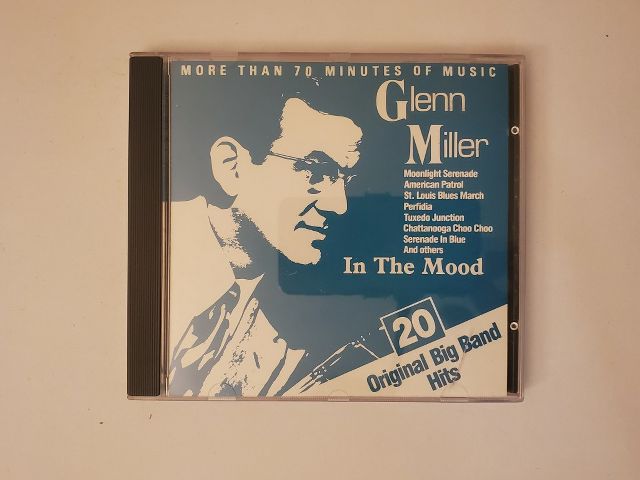 MORE THAN 70 MINUTES OF MUSIC
Glenn
Miller
Moonlight Serenade
American Patrol
St. Louis Blues March
Perfidia
Tuxedo Junction
Chattanooga Choo Choo
Serenade In Blue
And others
In The Mood
20
Original Big Band
Hits